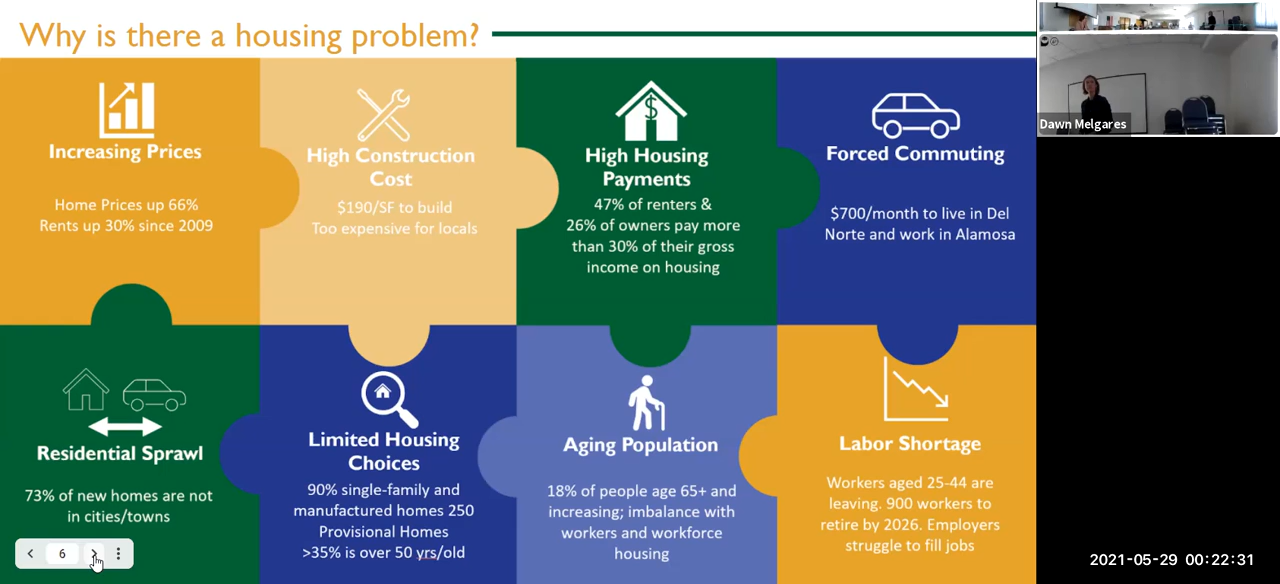 Why is there a housing problem?
Increasing Prices
Home Prices up 66%
Rents up 30% since 2009
High Construction
Cost
$190/SF to build
Too expensive for locals
$
High Housing
Payments
47% of renters &
26% of owners pay more
than 30% of their gross
income on housing
Forced Commuting
$700/month to live in Del
Norte and work in Alamosa
Residential Sprawl
73% of new homes are not
in cities/towns
Limited Housing
Choices
90% single-family and
manufactured homes 250
Provisional Homes
>35% is over 50 yrs/old
Aging Population
18% of people age 65+ and
increasing; imbalance with
workers and workforce
housing
Labor Shortage
Workers aged 25-44 are
leaving. 900 workers to
retire by 2026. Employers
struggle to fill jobs
6
Dawn Melgares
2021-05-29 00:22:31